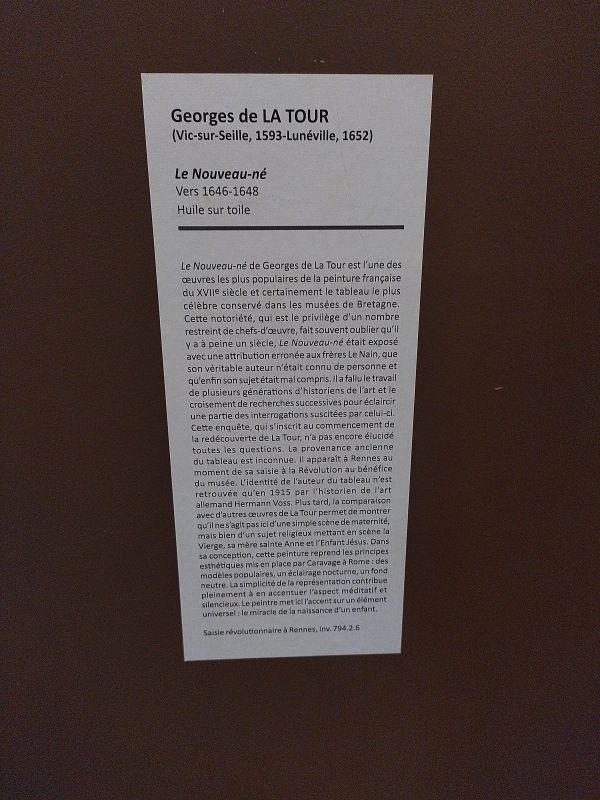 Georges de LA TOUR
(Vic-sur-Seille, 1593-Lunéville, 1652)
Le Nouveau-né
Vers 1646-1648
Huile sur toile
Le Nouveau-né de Georges de La Tour est l'une des
œuvres les plus populaires de la peinture française
du XVIIe siècle et certainement le tableau le plus
célèbre conservé dans les musées de Bretagne.
Cette notoriété, qui est le privilège d'un nombre
restreint de chefs-d'œuvre, fait souvent oublier qu'il
y a à peine un siècle, Le Nouveau-né était exposé
avec une attribution erronée aux frères Le Nain, que
son véritable auteur n'était connu de personne et
qu'enfin son sujet était mal compris. Il a fallu le travail
de plusieurs générations d'historiens de l'art et le
croisement de recherches successives pour éclaircir
une partie des interrogations suscitées par celui-ci.
Cette enquête, qui s'inscrit au commencement de
la redécouverte de La Tour, n'a pas encore élucidé
toutes les questions. La provenance ancienne
du tableau est inconnue. Il apparaît à Rennes au
moment de sa saisie à la Révolution au bénéfice
du musée. L'identité de l'auteur du tableau n'est
retrouvée qu'en 1915 par l'historien de l'art
allemand Hermann Voss. Plus tard, la comparaison
avec d'autres œuvres de La Tour permet de montrer
qu'il ne s'agit pas ici d'une simple scène de maternité,
mais bien d'un sujet religieux mettant en scène la
Vierge, sa mère sainte Anne et l'Enfant Jésus. Dans
sa conception, cette peinture reprend les principes
esthétiques mis en place par Caravage à Rome : des
modèles populaires, un éclairage nocturne, un fond
neutre. La simplicité de la représentation contribue
pleinement à en accentuer l'aspect méditatif et
silencieux. Le peintre met ici l'accent sur un élément
universel : le miracle de la naissance d'un enfant.
Saisie révolutionnaire à Rennes, inv. 794.2.6